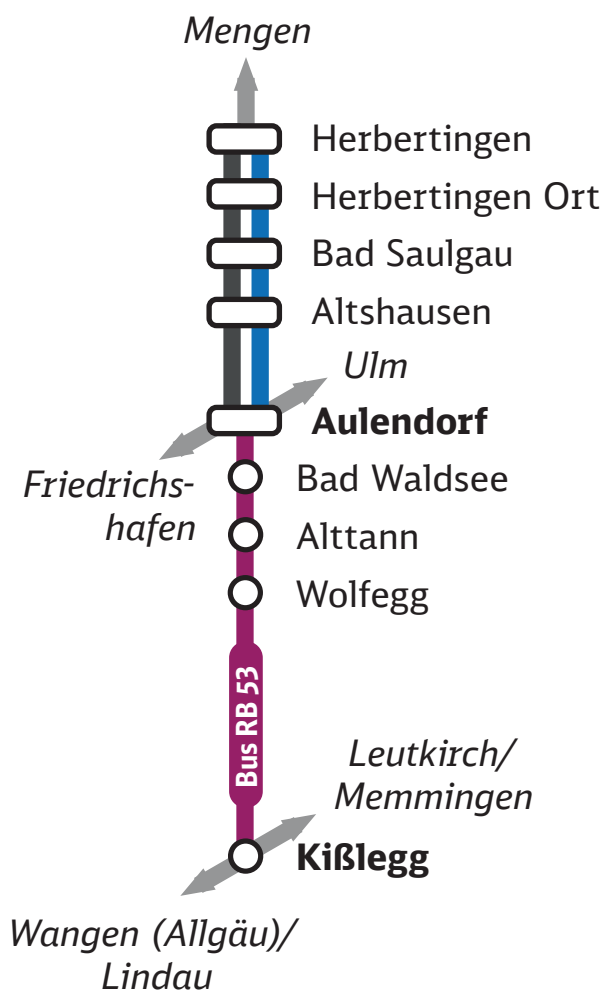 Mengen
Herbertingen
Herbertingen Ort
Bad Saulgau
Altshausen
Ulm
Aulendorf
Friedrichs-
hafen
Bad Waldsee
Alttann
Wolfegg
Bus RB 53
Leutkirch/
Memmingen
Kißlegg
Wangen (Allgäu)/
Lindau